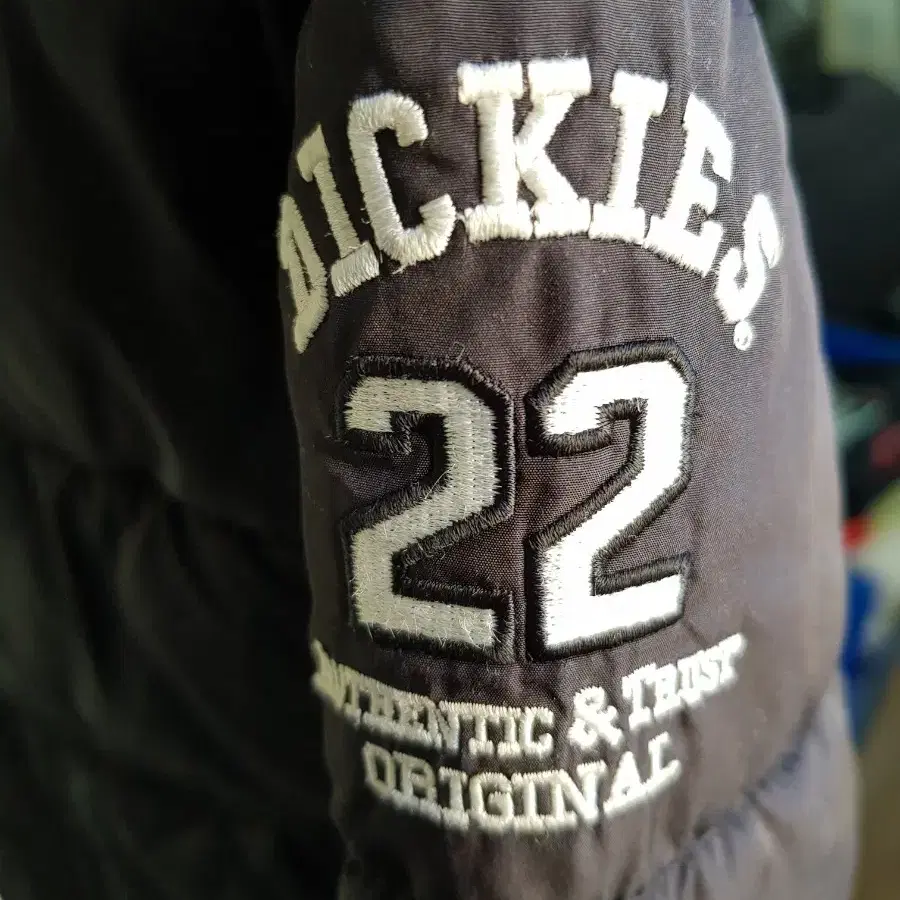 DICKIES®
22
AUTHENTIC & TRUST
ORIGINAL